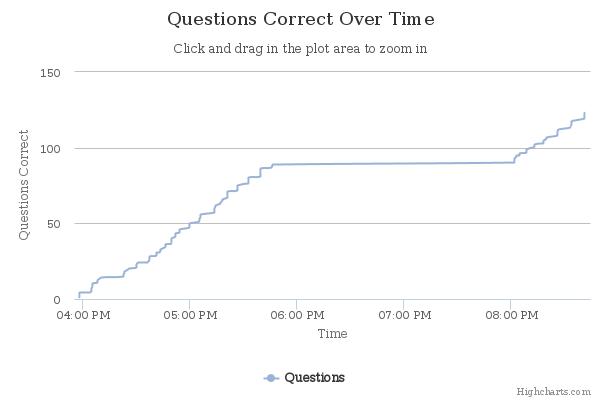 Questions Correct Over Time
Click and drag in the plot area to zoom in
Questions Correct
150
100
50
0
04:00 PM
05:00 PM
06:00 PM
07:00 PM
08:00 PM
Time
Questions
Highcharts.com